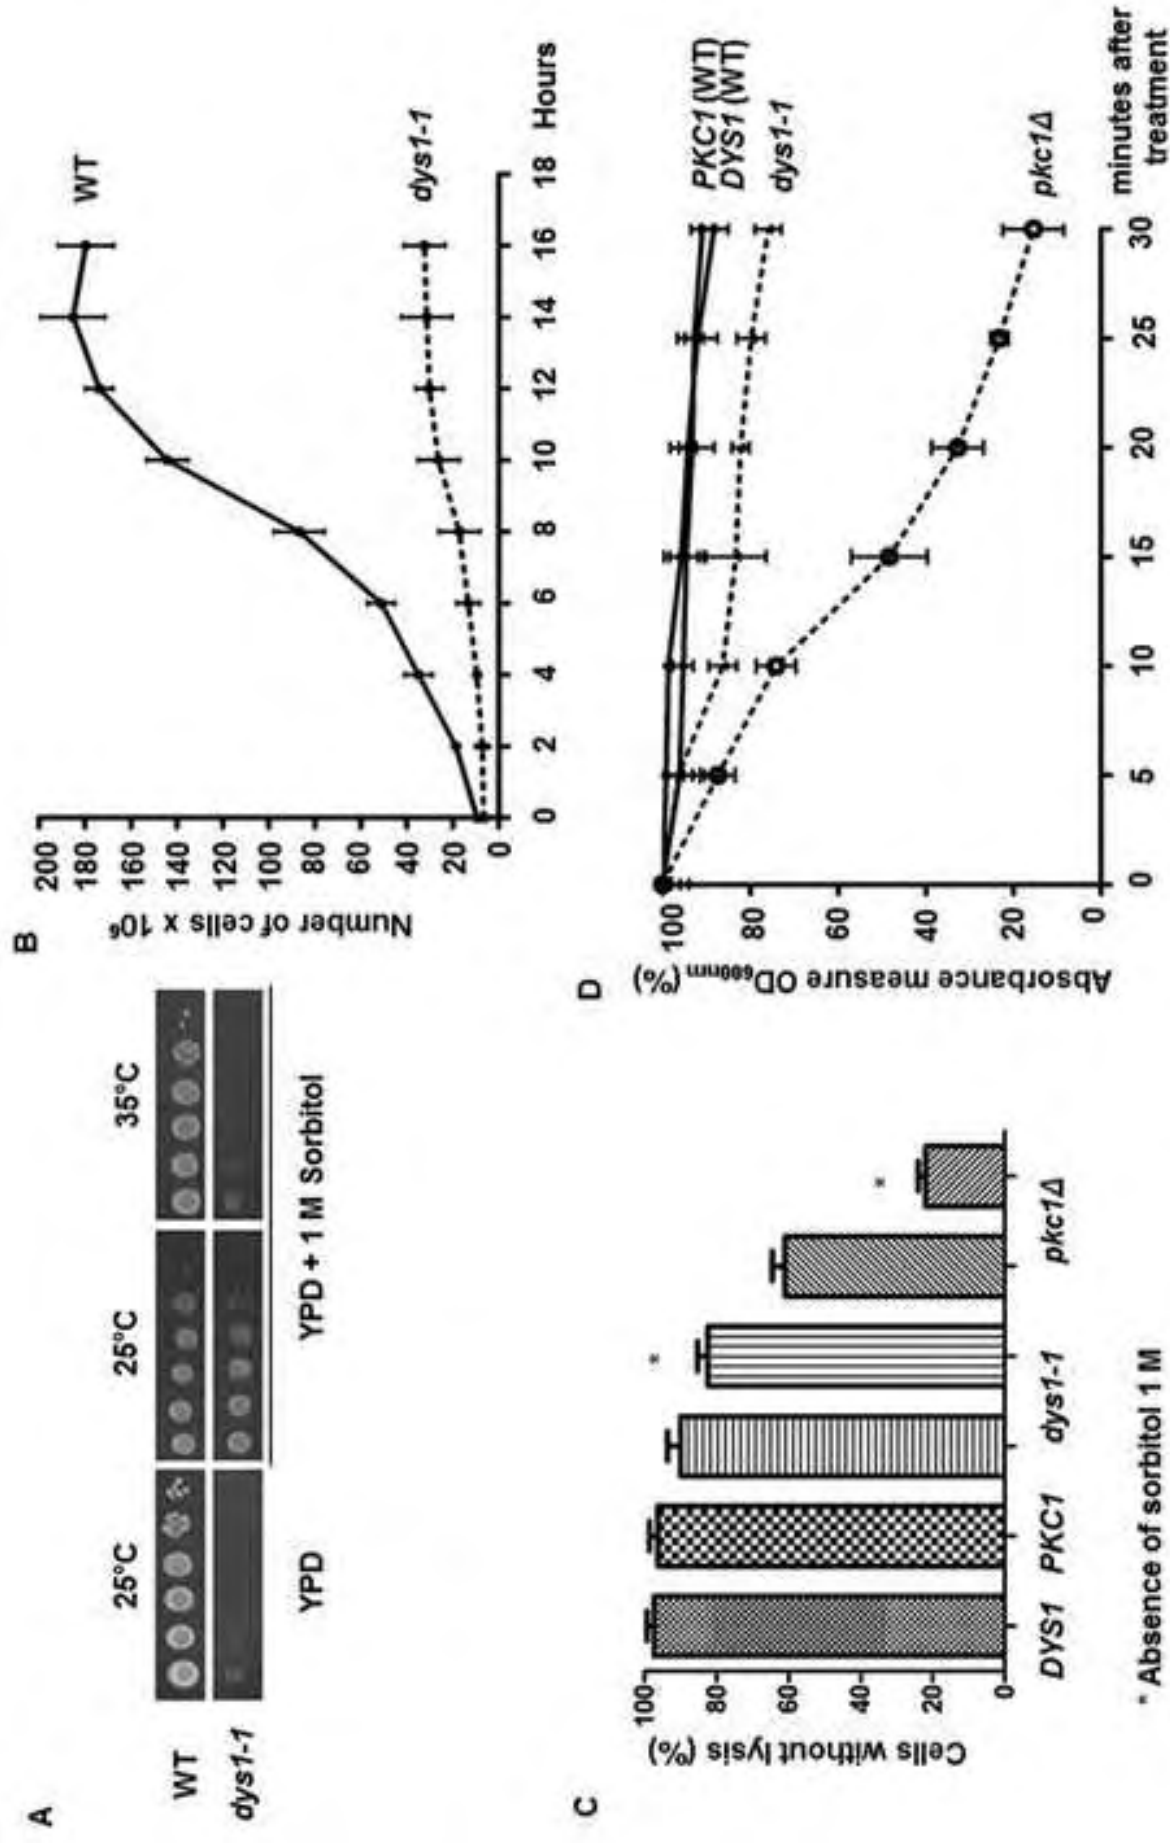 A
25°C
25°C
35°C
WT
dys1-1
YPD
YPD + 1 M Sorbitol
B
Number of cells x 10⁶
200
180
160
140
120
100
80
60
40
20
0
0 2 4 6 8 10 12 14 16 18 Hours
WT
dys1-1
C
Cells without lysis (%)
100
80
60
40
20
0
*
*
DYS1 PKC1 dys1-1 pkc1Δ
* Absence of sorbitol 1 M
D
Absorbance measure OD₆₀₀ₙₘ (%)
100
80
60
40
20
0
0 5 10 15 20 25 30
minutes after
treatment
PKC1 (WT)
DYS1 (WT)
dys1-1
pkc1Δ